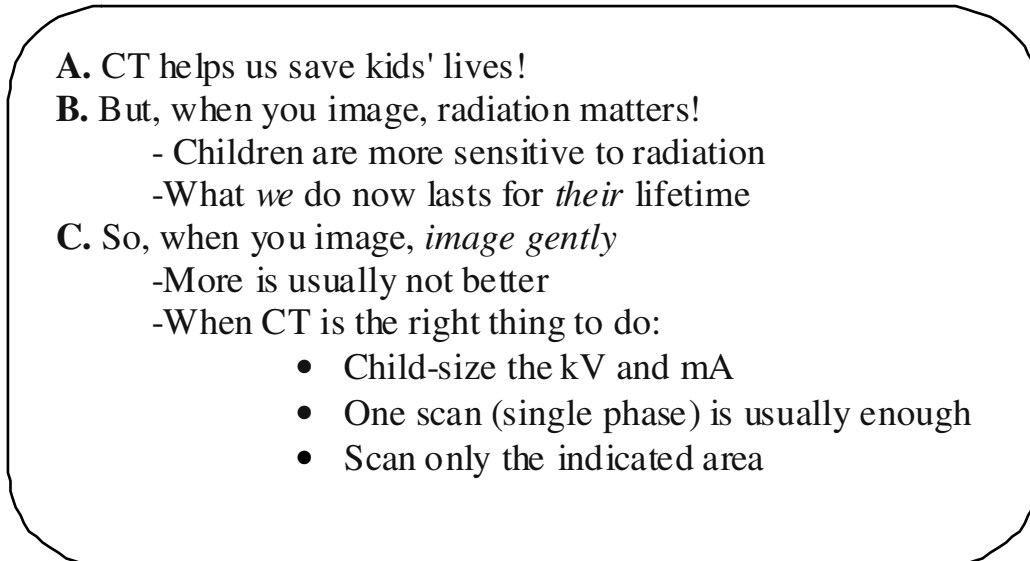 A. CT helps us save kids' lives!
B. But, when you image, radiation matters!
- Children are more sensitive to radiation
-What we do now lasts for their lifetime
C. So, when you image, image gently
-More is usually not better
-When CT is the right thing to do:
• Child-size the kV and mA
• One scan (single phase) is usually enough
• Scan only the indicated area